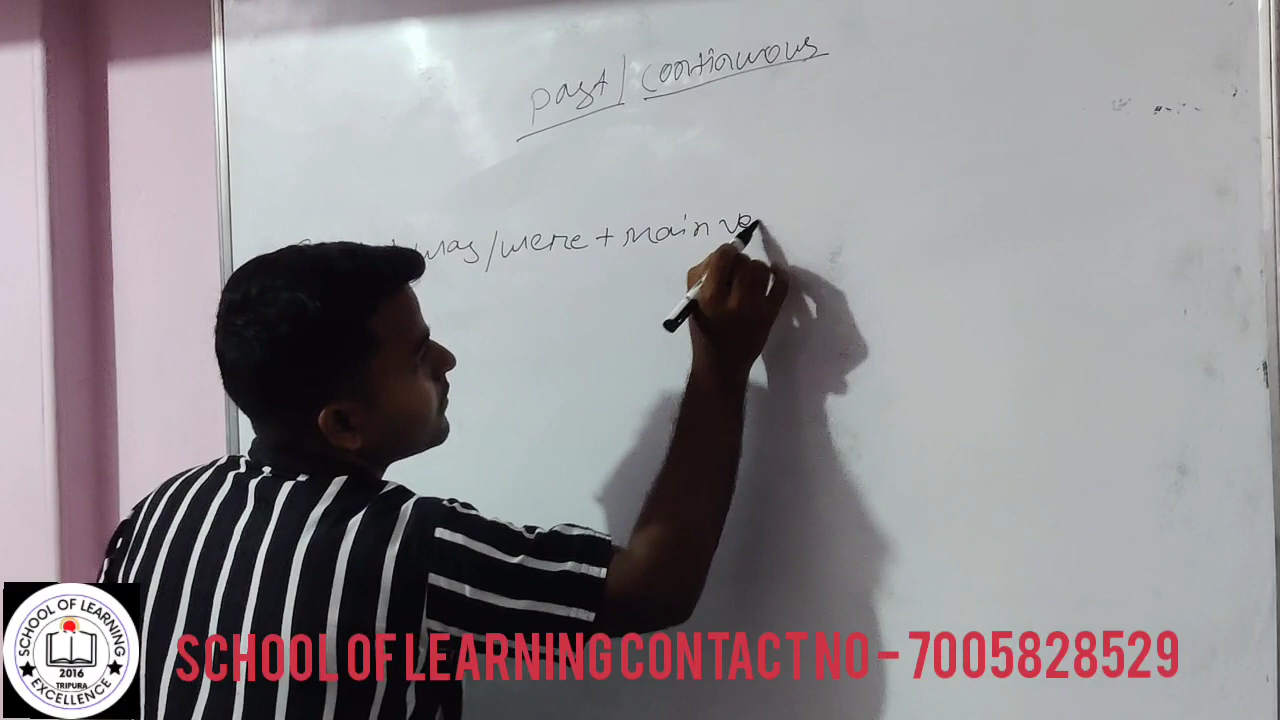 past/continuous
was/were + main ve
SCHOOL OF LEARNING
2016
TRIPURA
EXCELLENCE
SCHOOL OF LEARNING CONTACT NO - 7005828529